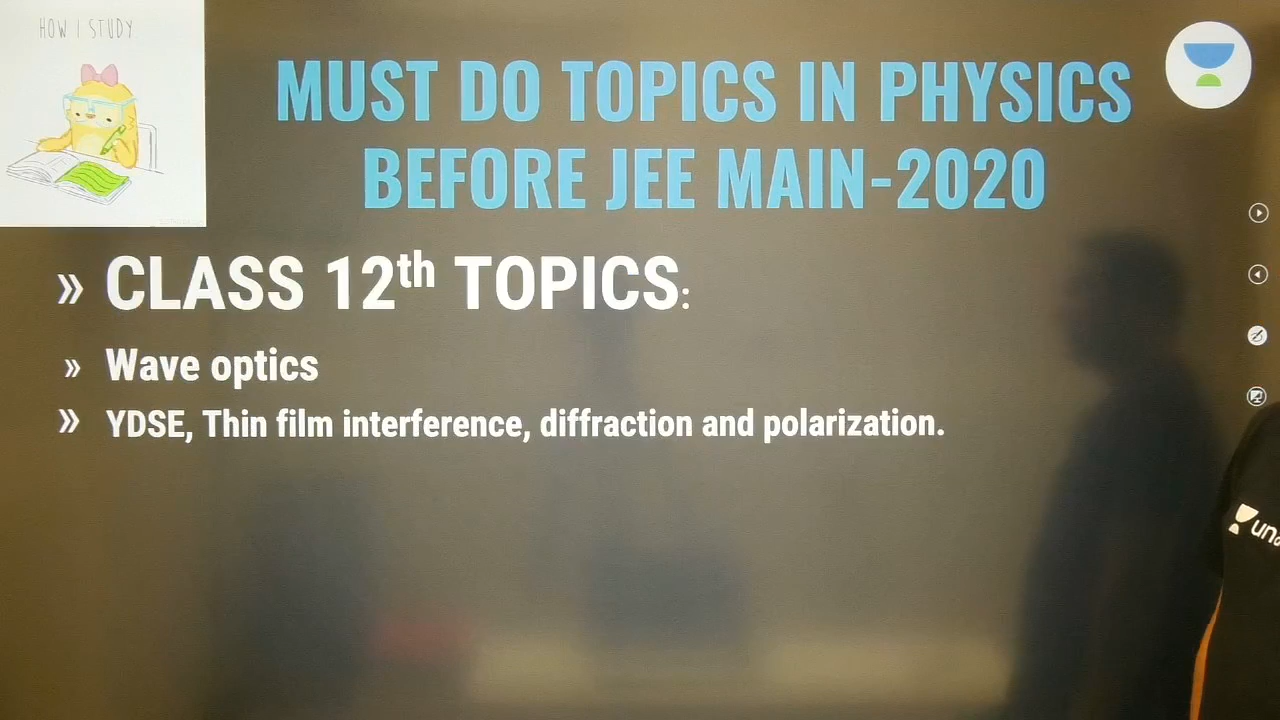 HOW I STUDY
MUST DO TOPICS IN PHYSICS
BEFORE JEE MAIN-2020
» CLASS 12th TOPICS:
» Wave optics
» YDSE, Thin film interference, diffraction and polarization.